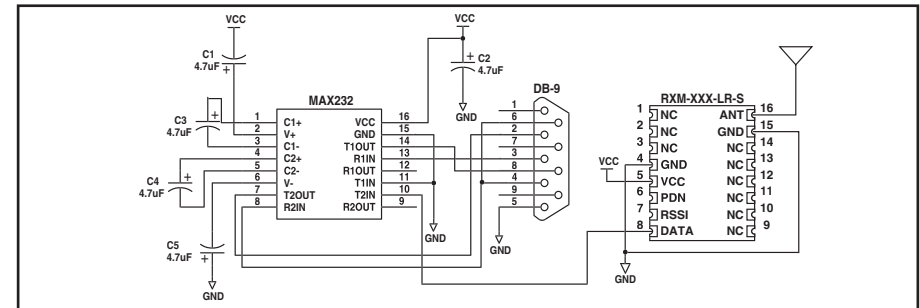 VCC
C1
4.7uF
+
C3
4.7uF
+
C4
4.7uF
+
C5
4.7uF
+
GND
MAX232
1 C1+
2 V+
3 C1-
4 C2+
5 C2-
6 V-
7 T2OUT
8 R2IN
VCC 16
GND 15
T1OUT 14
R1IN 13
R1OUT 12
T1IN 11
T2IN 10
R2OUT 9
VCC
+
C2
4.7uF
GND
GND
DB-9
1
6
2
7
3
8
4
9
5
GND
RXM-XXX-LR-S
1 NC
2 NC
3 NC
4 GND
5 VCC
6 PDN
7 RSSI
8 DATA
ANT 16
GND 15
NC 14
NC 13
NC 12
NC 11
NC 10
NC 9
VCC
GND